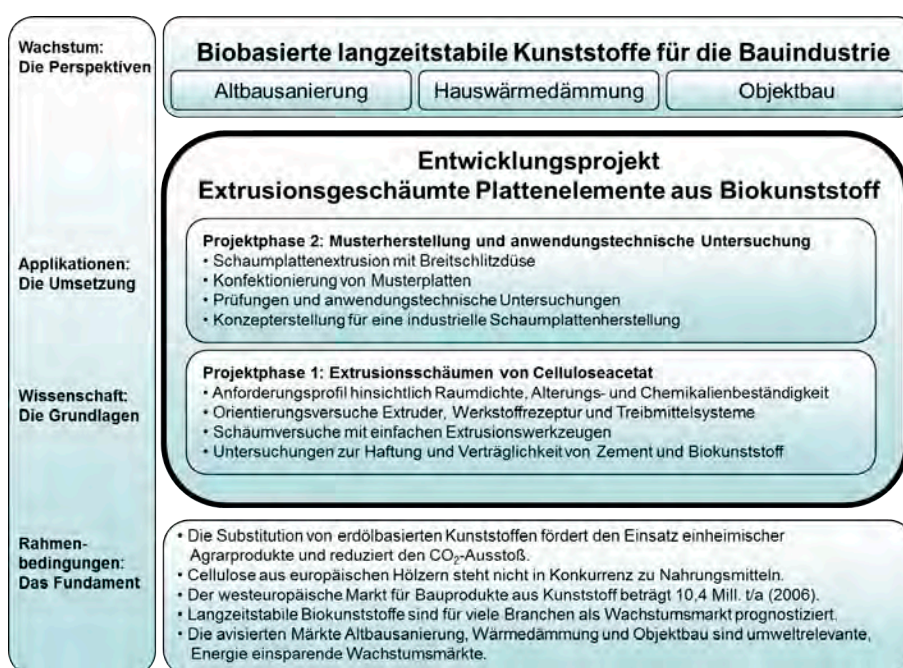 Wachstum:
Die Perspektiven
Biobasierte langzeitstabile Kunststoffe für die Bauindustrie
Altbausanierung
Hauswärmedämmung
Objektbau
Entwicklungsprojekt
Extrusionsgeschäumte Plattenelemente aus Biokunststoff
Applikationen:
Die Umsetzung
Projektphase 2: Musterherstellung und anwendungstechnische Untersuchung
• Schaumplattenextrusion mit Breitschlitzdüse
• Konfektionierung von Musterplatten
• Prüfungen und anwendungstechnische Untersuchungen
• Konzepterstellung für eine industrielle Schaumplattenherstellung
Wissenschaft:
Die Grundlagen
Projektphase 1: Extrusionsschäumen von Celluloseacetat
• Anforderungsprofil hinsichtlich Raumdichte, Alterungs- und Chemikalienbeständigkeit
• Orientierungsversuche Extruder, Werkstoffrezeptur und Treibmittelsysteme
• Schäumversuche mit einfachen Extrusionswerkzeugen
• Untersuchungen zur Haftung und Verträglichkeit von Zement und Biokunststoff
Rahmen-
bedingungen:
Das Fundament
• Die Substitution von erdölbasierten Kunststoffen fördert den Einsatz einheimischer
Agrarprodukte und reduziert den CO₂-Ausstoß.
• Cellulose aus europäischen Hölzern steht nicht in Konkurrenz zu Nahrungsmitteln.
• Der westeuropäische Markt für Bauprodukte aus Kunststoff beträgt 10,4 Mill. t/a (2006).
• Langzeitstabile Biokunststoffe sind für viele Branchen als Wachstumsmarkt prognostiziert.
• Die avisierten Märkte Altbausanierung, Wärmedämmung und Objektbau sind umweltrelevante,
Energie einsparende Wachstumsmärkte.